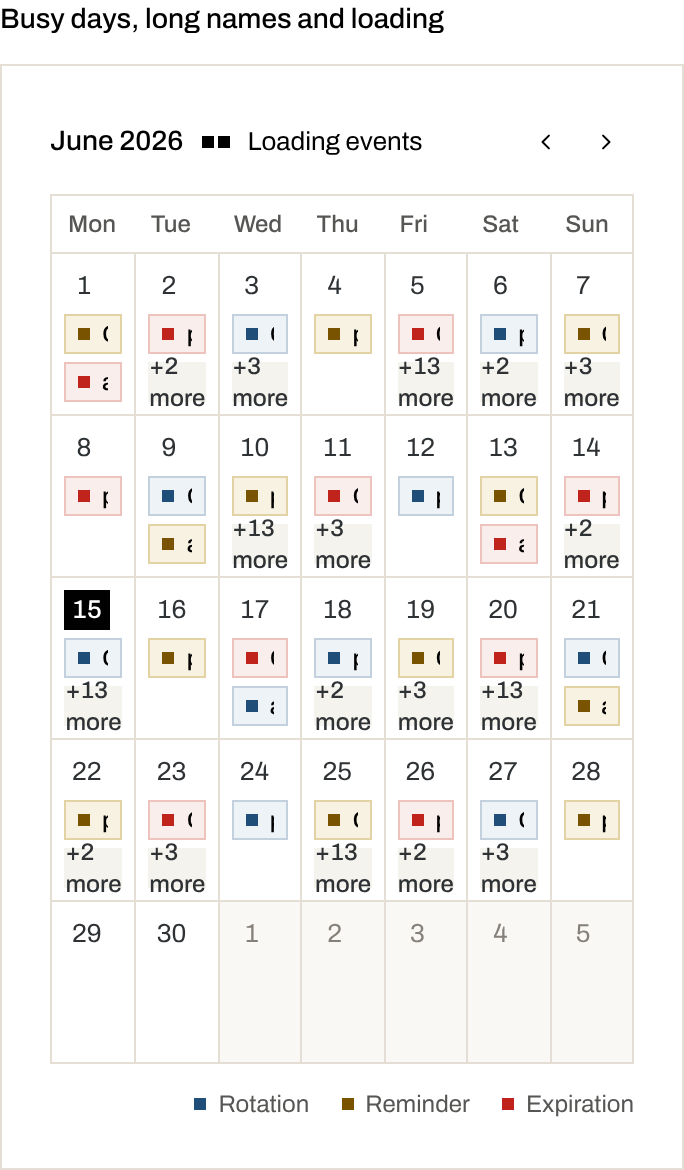 Busy days, long names and loading
June 2026 Loading events
Mon Tue Wed Thu Fri Sat Sun
1 2 3 4 5 6 7
+2 more +3 more +13 more +2 more +3 more
8 9 10 11 12 13 14
+13 more +3 more +2 more
15 16 17 18 19 20 21
+13 more +2 more +3 more +13 more
22 23 24 25 26 27 28
+2 more +3 more +13 more +2 more +3 more
29 30 1 2 3 4 5
Rotation Reminder Expiration